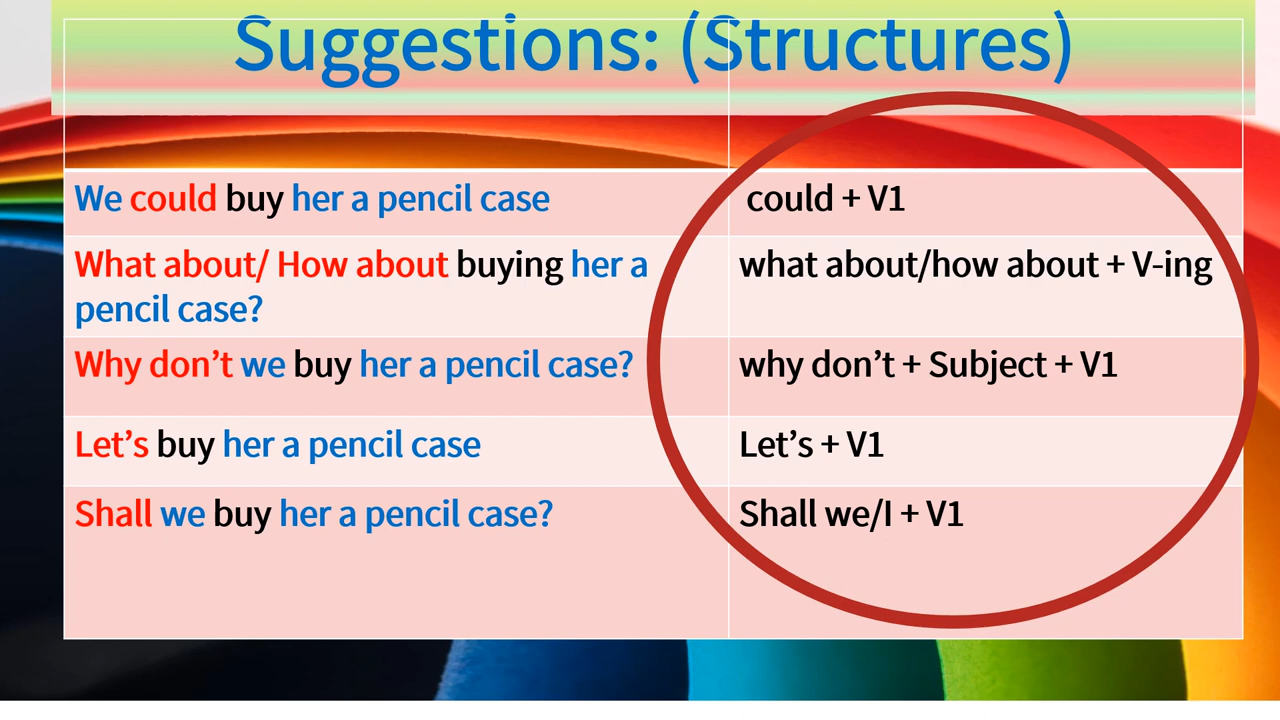 Suggestions: (Structures)
We could buy her a pencil case
could + V1
What about/ How about buying her a
pencil case?
what about/how about + V-ing
Why don’t we buy her a pencil case?
why don’t + Subject + V1
Let’s buy her a pencil case
Let’s + V1
Shall we buy her a pencil case?
Shall we/I + V1